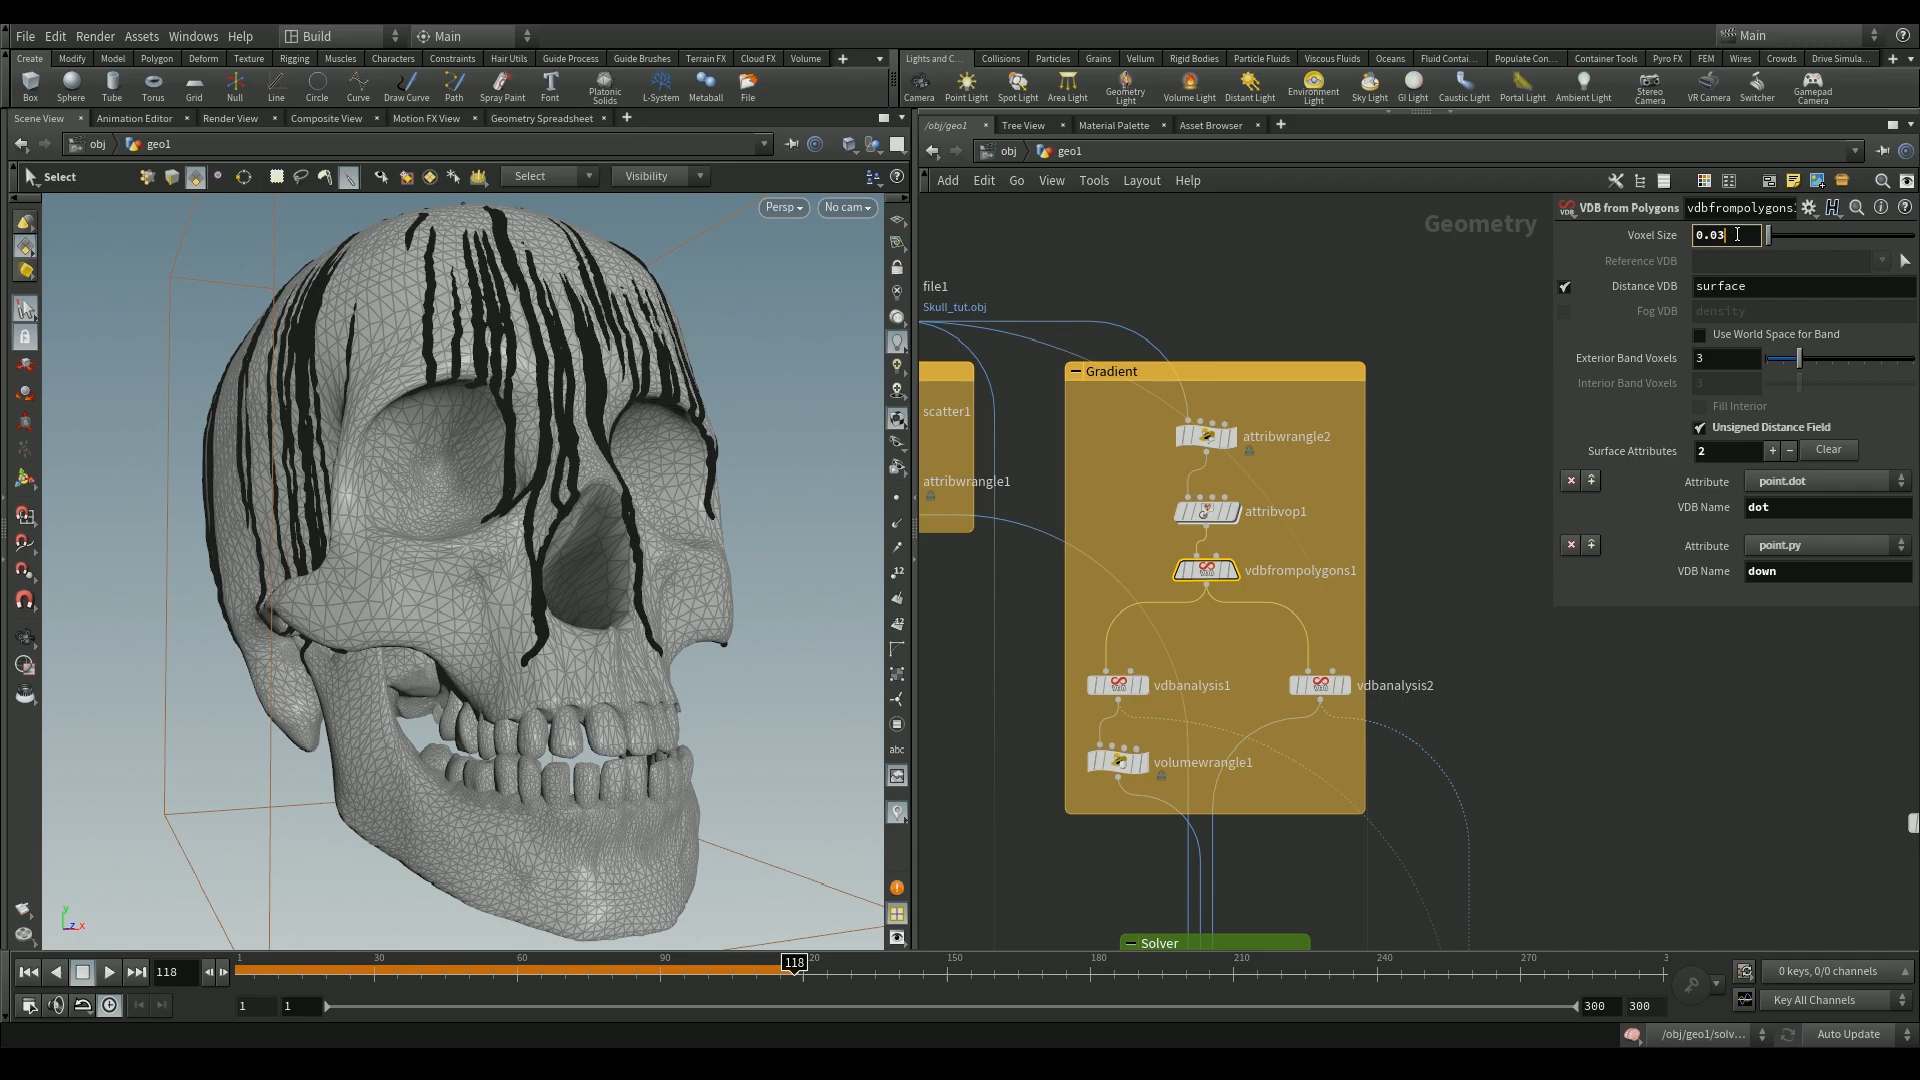 File Edit Render Assets Windows Help Build Main Main
Create Modify Model Polygon Deform Texture Rigging Muscles Characters Constraints Hair Utils Guide Process Guide Brushes Terrain FX Cloud FX Volume
Lights and C... Collisions Particles Grains Vellum Rigid Bodies Particle Fluids Viscous Fluids Oceans Fluid Contai... Populate Con... Container Tools Pyro FX FEM Wires Crowds Drive Simula...
Box Sphere Tube Torus Grid Null Line Circle Curve Draw Curve Path Spray Paint Font Platonic Solids L-System Metaball File
Camera Point Light Spot Light Area Light Geometry Light Volume Light Distant Light Environment Light Sky Light GI Light Caustic Light Portal Light Ambient Light Stereo Camera VR Camera Switcher Gamepad Camera
Scene View Animation Editor Render View Composite View Motion FX View Geometry Spreadsheet
/obj/geo1 Tree View Material Palette Asset Browser
obj geo1
obj geo1
Select Select Visibility
Add Edit Go View Tools Layout Help
Persp No cam
Geometry
VDB from Polygons vdbfrompolygons1
Voxel Size 0.03
Reference VDB
Distance VDB surface
Fog VDB density
Use World Space for Band
Exterior Band Voxels 3
Interior Band Voxels 3
Fill Interior
Unsigned Distance Field
Surface Attributes 2 + − Clear
Attribute point.dot
VDB Name dot
Attribute point.py
VDB Name down
file1
Skull_tut.obj
Gradient
scatter1
attribwrangle1
attribwrangle2
attribvop1
vdbfrompolygons1
vdbanalysis1 vdbanalysis2
volumewrangle1
Solver
12
12
abc
y
z x
118 1 30 60 90 118 20 150 180 210 240 270 3
1 1 300 300
0 keys, 0/0 channels
Key All Channels
/obj/geo1/solv... Auto Update